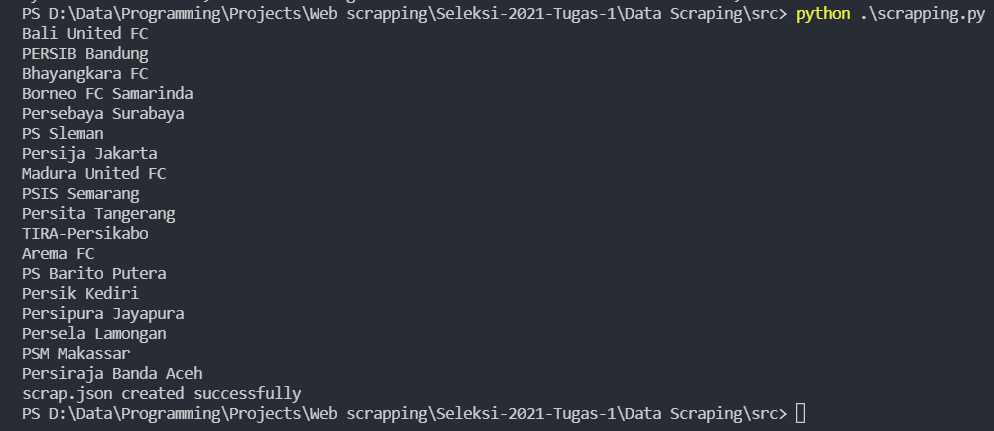 PS D:\Data\Programming\Projects\Web scrapping\Seleksi-2021-Tugas-1\Data Scraping\src> python .\scrapping.py
Bali United FC
PERSIB Bandung
Bhayangkara FC
Borneo FC Samarinda
Persebaya Surabaya
PS Sleman
Persija Jakarta
Madura United FC
PSIS Semarang
Persita Tangerang
TIRA-Persikabo
Arema FC
PS Barito Putera
Persik Kediri
Persipura Jayapura
Persela Lamongan
PSM Makassar
Persiraja Banda Aceh
scrap.json created successfully
PS D:\Data\Programming\Projects\Web scrapping\Seleksi-2021-Tugas-1\Data Scraping\src>